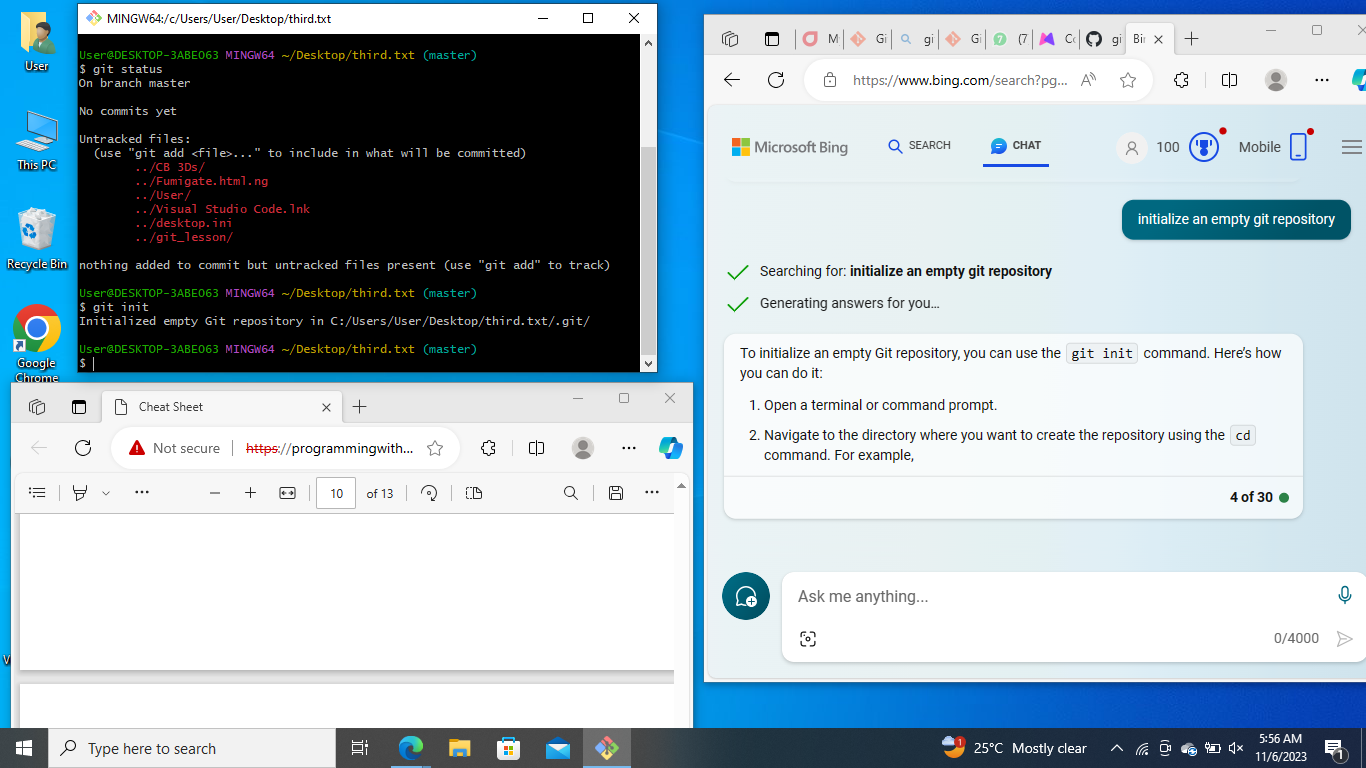 User
This PC
Recycle Bin
Google
Chrome
V
MINGW64:/c/Users/User/Desktop/third.txt
User@DESKTOP-3ABEO63 MINGW64 ~/Desktop/third.txt (master)
$ git status
On branch master
No commits yet
Untracked files:
(use "git add <file>..." to include in what will be committed)
../CB 3Ds/
../Fumigate.html.ng
../User/
../Visual Studio Code.lnk
../desktop.ini
../git_lesson/
nothing added to commit but untracked files present (use "git add" to track)
User@DESKTOP-3ABEO63 MINGW64 ~/Desktop/third.txt (master)
$ git init
Initialized empty Git repository in C:/Users/User/Desktop/third.txt/.git/
User@DESKTOP-3ABEO63 MINGW64 ~/Desktop/third.txt (master)
$
Cheat Sheet
Not secure https://programmingwith...
10 of 13
M Gi gi Gi (7 Co gi Bin
https://www.bing.com/search?pg...
Microsoft Bing SEARCH CHAT 100 Mobile
initialize an empty git repository
Searching for: initialize an empty git repository
Generating answers for you…
To initialize an empty Git repository, you can use the git init command. Here's how
you can do it:
1. Open a terminal or command prompt.
2. Navigate to the directory where you want to create the repository using the cd
command. For example,
4 of 30
Ask me anything...
0/4000
Type here to search
1
25°C Mostly clear
5:56 AM
11/6/2023
1